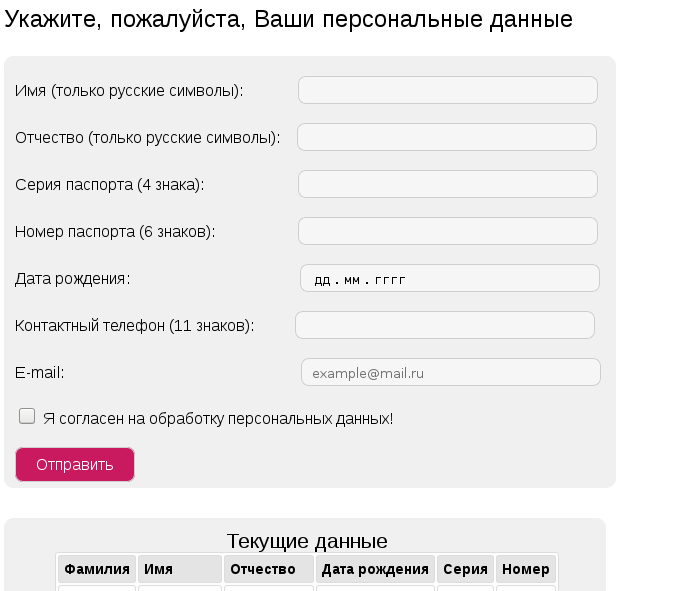 Укажите, пожалуйста, Ваши персональные данные
Имя (только русские символы):
Отчество (только русские символы):
Серия паспорта (4 знака):
Номер паспорта (6 знаков):
Дата рождения: дд.мм.гггг
Контактный телефон (11 знаков):
E-mail: example@mail.ru
Я согласен на обработку персональных данных!
Отправить
Текущие данные
Фамилия Имя Отчество Дата рождения Серия Номер